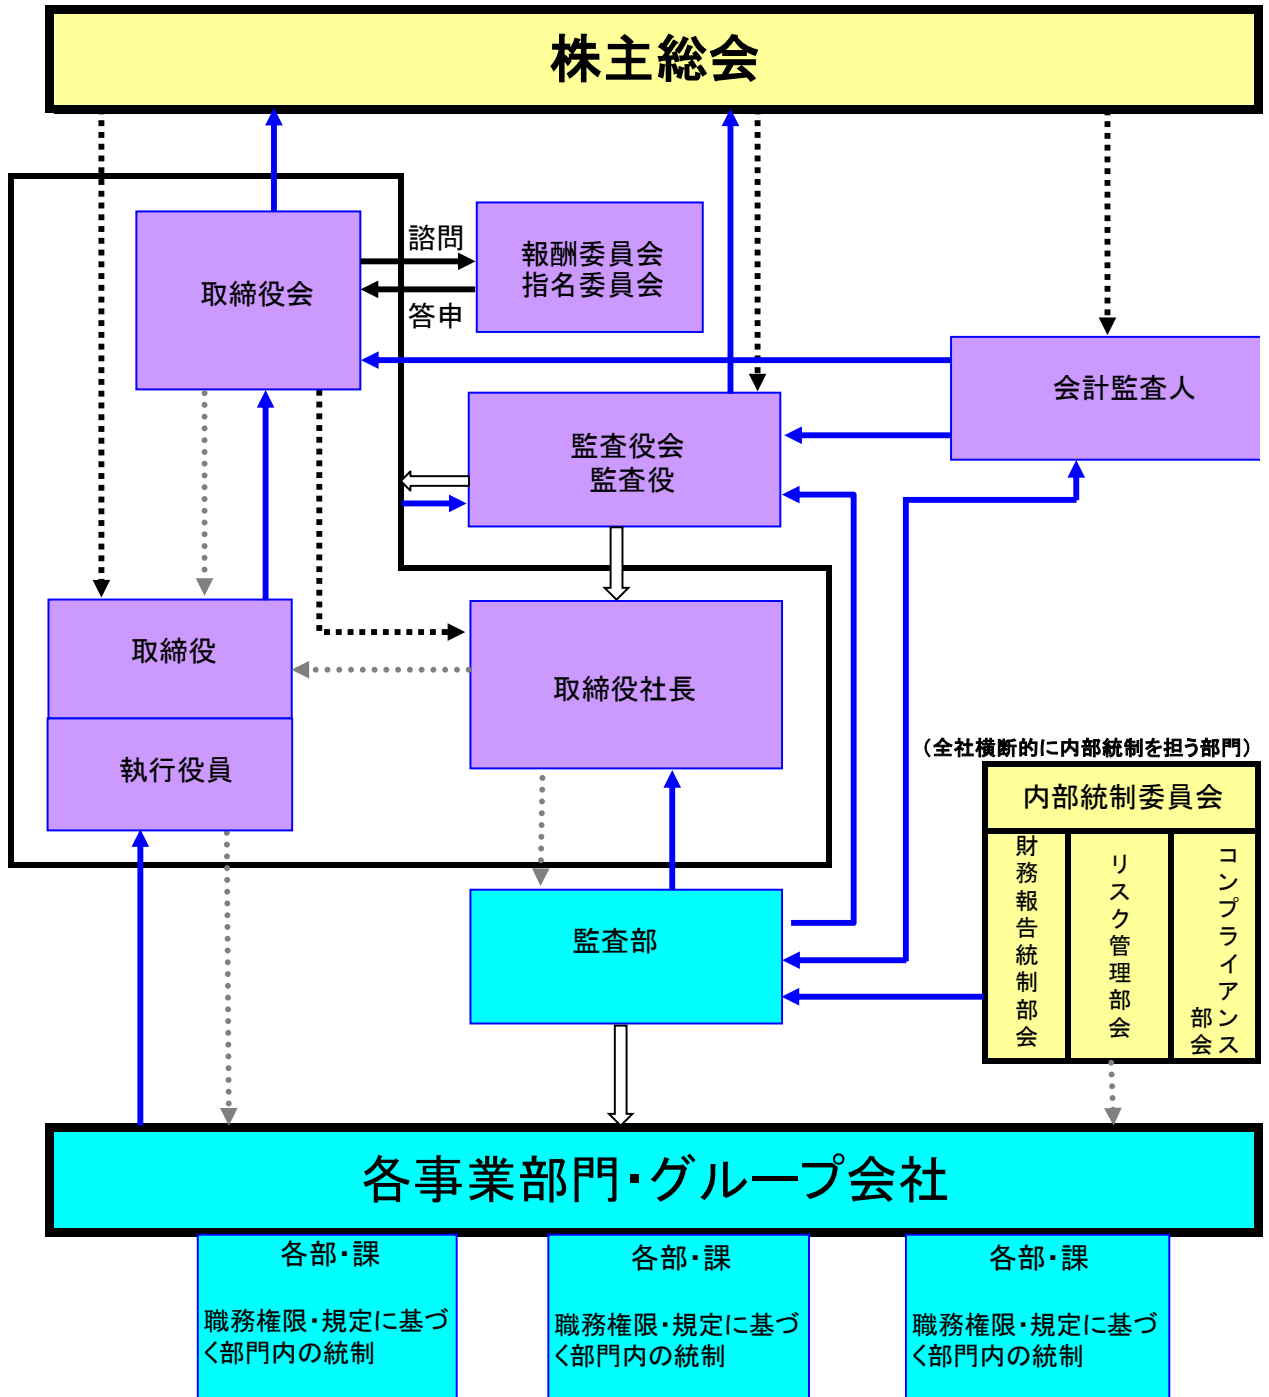 株主総会
諮問
報酬委員会
指名委員会
取締役会
答申
会計監査人
監査役会
監査役
取締役
取締役社長
執行役員
（全社横断的に内部統制を担う部門）
内部統制委員会
財務報告統制部会
リスク管理部会
コンプライアンス
部会
監査部
各事業部門・グループ会社
各部・課
職務権限・規定に基づ
く部門内の統制
各部・課
職務権限・規定に基づ
く部門内の統制
各部・課
職務権限・規定に基づ
く部門内の統制